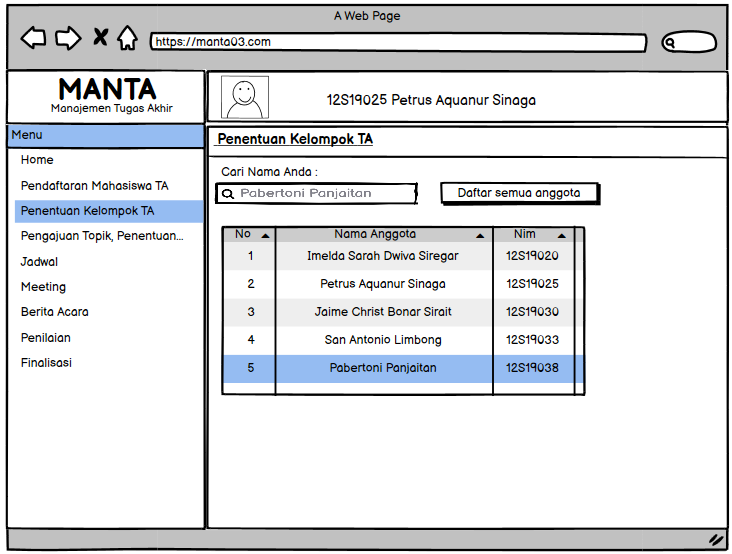 A Web Page
https://manta03.com
MANTA
Manajemen Tugas Akhir
12S19025 Petrus Aquanur Sinaga
Menu
Home
Pendaftaran Mahasiswa TA
Penentuan Kelompok TA
Pengajuan Topik, Penentuan...
Jadwal
Meeting
Berita Acara
Penilaian
Finalisasi
Penentuan Kelompok TA
Cari Nama Anda :
Pabertoni Panjaitan
Daftar semua anggota
No Nama Anggota Nim
1 Imelda Sarah Dwiva Siregar 12S19020
2 Petrus Aquanur Sinaga 12S19025
3 Jaime Christ Bonar Sirait 12S19030
4 San Antonio Limbong 12S19033
5 Pabertoni Panjaitan 12S19038